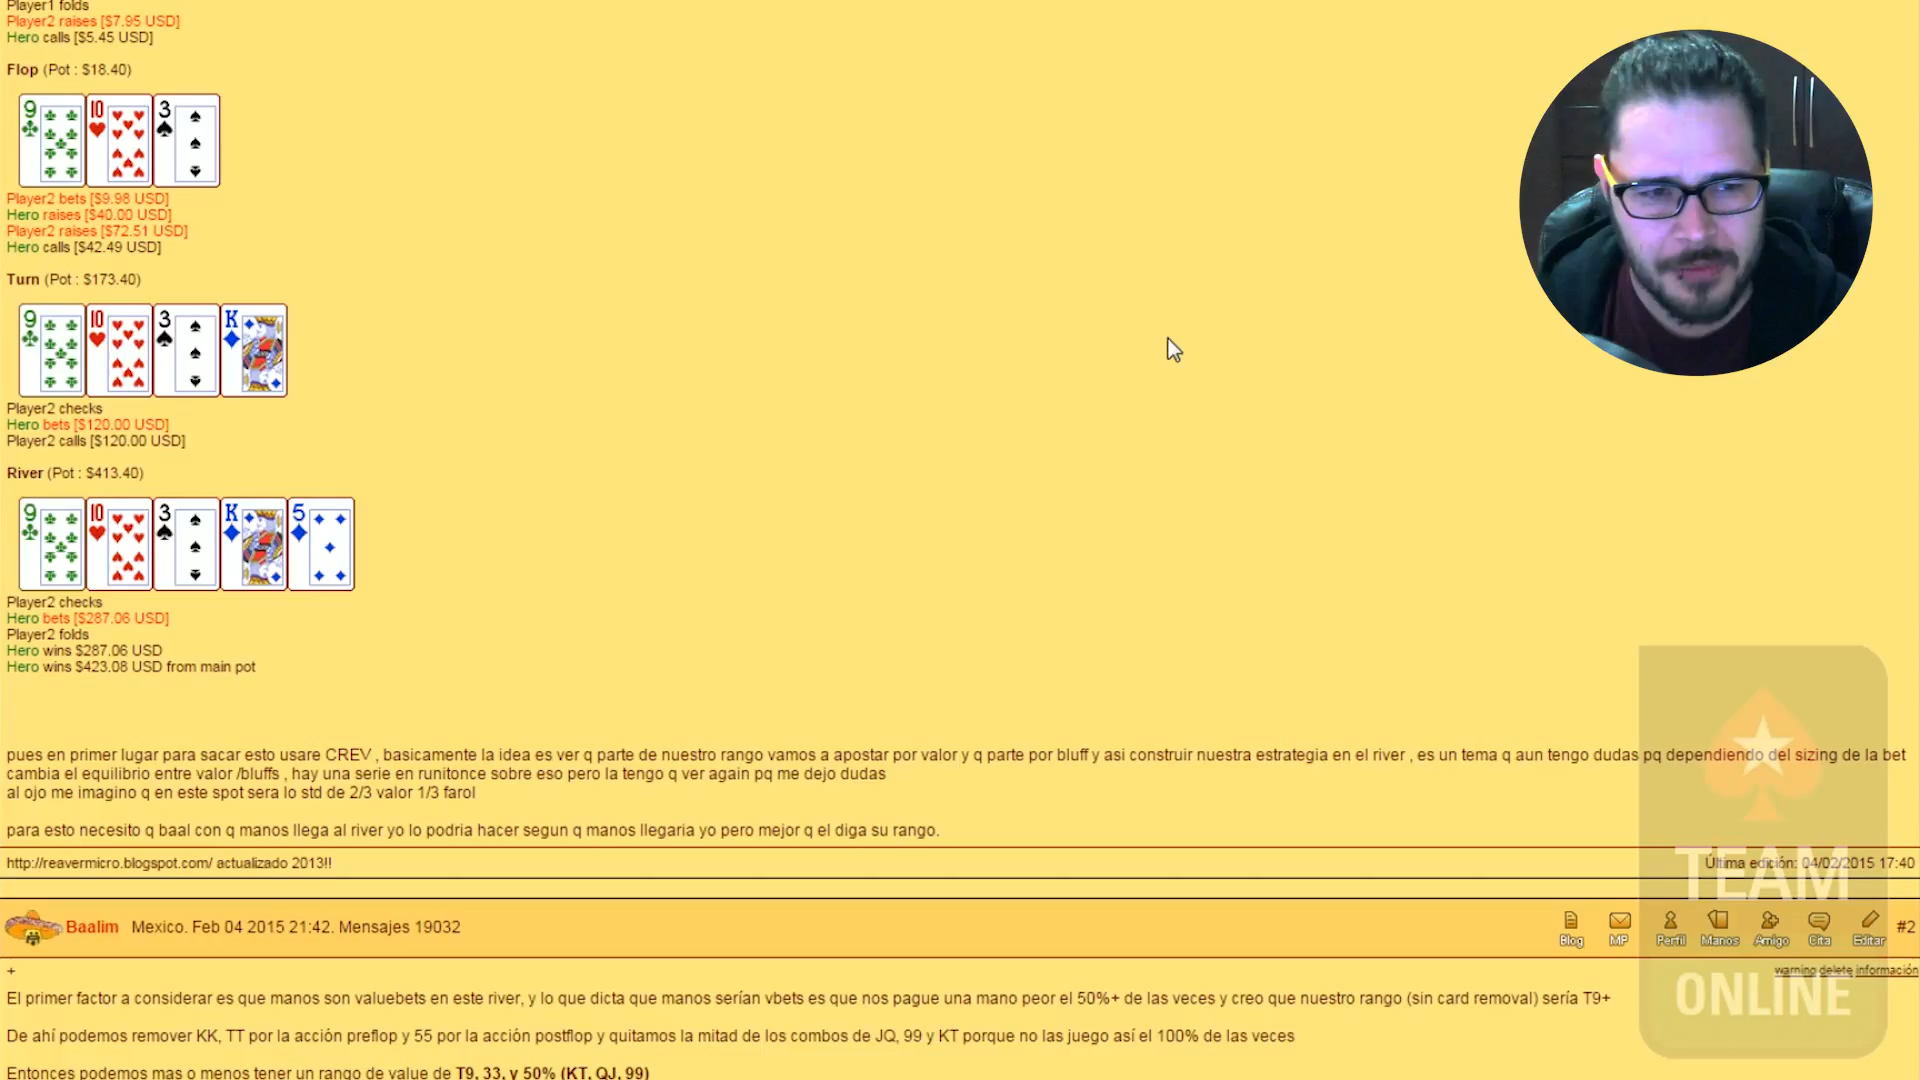 Player1 folds
Player2 raises [$7.95 USD]
Hero calls [$5.45 USD]
Flop (Pot : $18.40)
9 10 3
Player2 bets [$9.98 USD]
Hero raises [$40.00 USD]
Player2 raises [$72.51 USD]
Hero calls [$42.49 USD]
Turn (Pot : $173.40)
9 10 3 K
Player2 checks
Hero bets [$120.00 USD]
Player2 calls [$120.00 USD]
River (Pot : $413.40)
9 10 3 K 5
Player2 checks
Hero bets [$287.06 USD]
Player2 folds
Hero wins $287.06 USD
Hero wins $423.08 USD from main pot
pues en primer lugar para sacar esto usare CREV , basicamente la idea es ver q parte de nuestro rango vamos a apostar por valor y q parte por bluff y asi construir nuestra estrategia en el river , es un tema q aun tengo dudas pq dependiendo del sizing de la bet
cambia el equilibrio entre valor /bluffs , hay una serie en runitonce sobre eso pero la tengo q ver again pq me dejo dudas
al ojo me imagino q en este spot sera lo std de 2/3 valor 1/3 farol
para esto necesito q baal con q manos llega al river yo lo podria hacer segun q manos llegaria yo pero mejor q el diga su rango.
http://reavermicro.blogspot.com/ actualizado 2013!!
Última edición: 04/02/2015 17:40
Baalim Mexico. Feb 04 2015 21:42. Mensajes 19032
Blog MP Perfil Manos Amigo Cita Editar #2
+
warning delete información
El primer factor a considerar es que manos son valuebets en este river, y lo que dicta que manos serían vbets es que nos pague una mano peor el 50%+ de las veces y creo que nuestro rango (sin card removal) sería T9+
De ahí podemos remover KK, TT por la acción preflop y 55 por la acción postflop y quitamos la mitad de los combos de JQ, 99 y KT porque no las juego así el 100% de las veces
Entonces podemos mas o menos tener un rango de value de T9, 33, y 50% (KT, QJ, 99)
TEAM
ONLINE